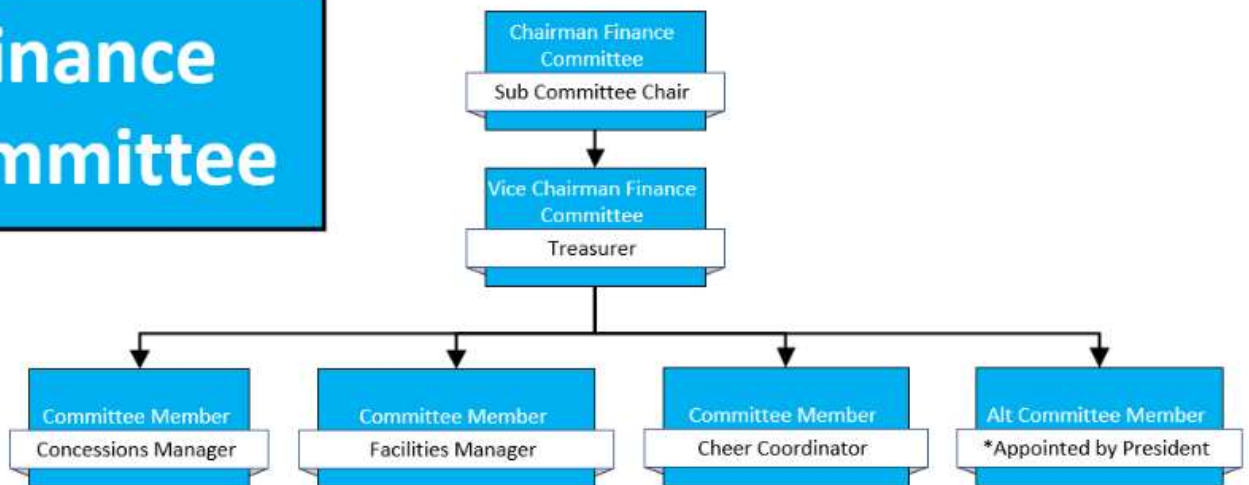 inance
mmittee
Chairman Finance
Committee
Sub Committee Chair
Vice Chairman Finance
Committee
Treasurer
Committee Member
Concessions Manager
Committee Member
Facilities Manager
Committee Member
Cheer Coordinator
Alt Committee Member
*Appointed by President